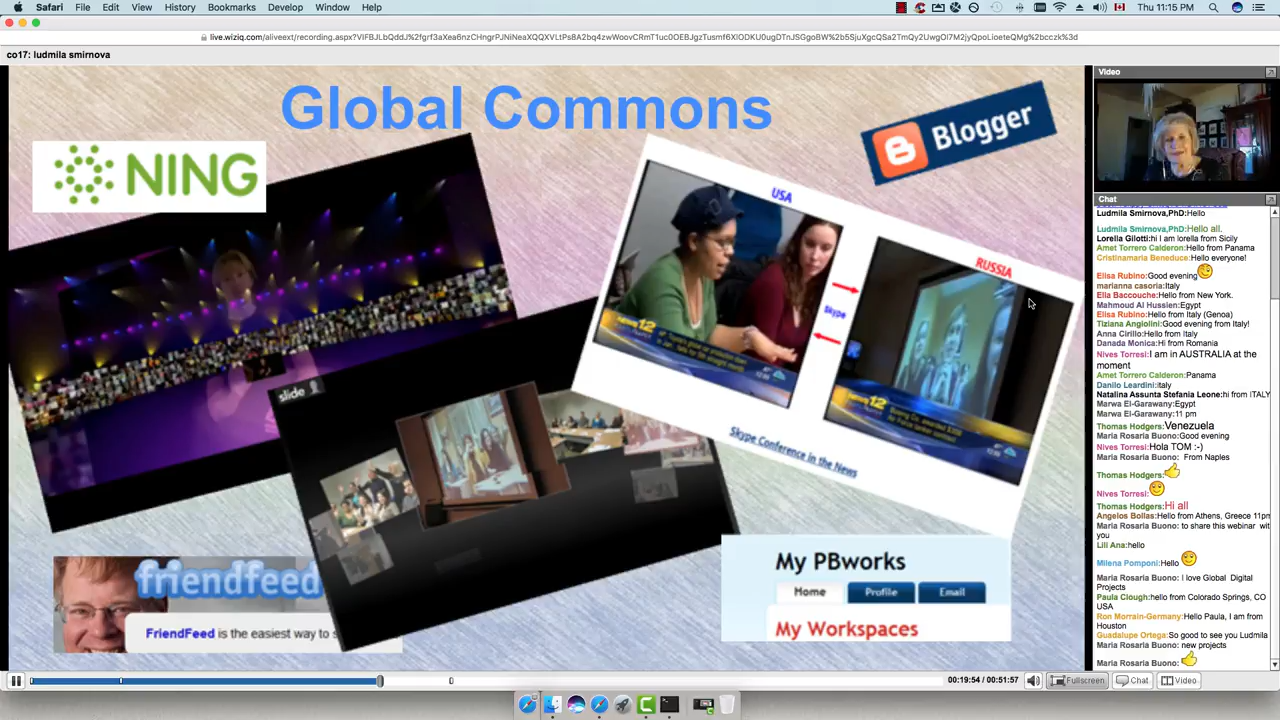 Safari File Edit View History Bookmarks Develop Window Help
Thu 11:15 PM
co17: ludmila smirnova
Global Commons
NING
Blogger
USA
RUSSIA
Skype
12
12
Skype Conference in the News
slide
friendfeed
FriendFeed is the easiest way to s
My PBworks
Home Profile Email
My Workspaces
Video
Chat
Ludmila Smirnova,PhD:Hello
Ludmila Smirnova,PhD:Hello all.
Lorella Gilotti:hi I am lorella from Sicily
Amet Torrero Calderon:Hello from Panama
Cristinamaria Beneduce:Hello everyone!
Elisa Rubino:Good evening
marianna casoria:Italy
Ella Baccouche:Hello from New York.
Mahmoud Al Hussien:Egypt
Elisa Rubino:Hello from Italy (Genoa)
Tiziana Angiolini:Good evening from Italy!
Anna Cirillo:Hello from Italy
Danada Monica:Hi from Romania
Nives Torresi:I am in AUSTRALIA at the
moment
Amet Torrero Calderon:Panama
Danilo Leardini:italy
Natalina Assunta Stefania Leone:hi from ITALY
Marwa El-Garawany:Egypt
Marwa El-Garawany:11 pm
Thomas Hodgers:Venezuela
Maria Rosaria Buono:Good evening
Nives Torresi:Hola TOM :-)
Maria Rosaria Buono: From Naples
Thomas Hodgers:
Nives Torresi:
Thomas Hodgers:Hi all
Angelos Bollas:Hello from Athens, Greece 11pm
Maria Rosaria Buono: to share this webinar with
you
Lili Ana:hello
Milena Pomponi:Hello
Maria Rosaria Buono: I love Global Digital
Projects
Paula Clough:hello from Colorado Springs, CO
USA
Ron Morrain-Germany:Hello Paula, I am from
Houston
Guadalupe Ortega:So good to see you Ludmila
Maria Rosaria Buono: new projects
Maria Rosaria Buono:
00:19:54 to 00:51:57
Fullscreen Chat Video